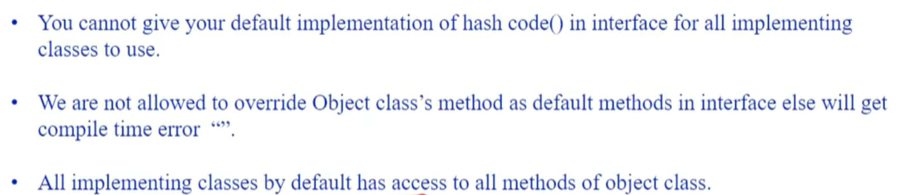 • You cannot give your default implementation of hash code() in interface for all implementing
classes to use.
• We are not allowed to override Object class’s method as default methods in interface else will get
compile time error “”.
• All implementing classes by default has access to all methods of object class.